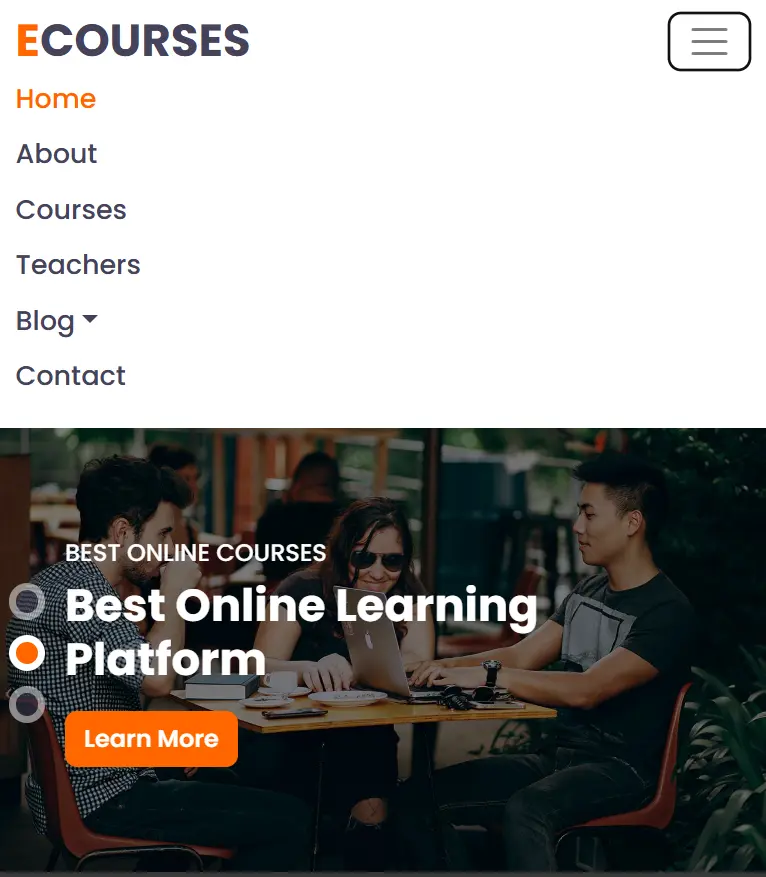 ECOURSES
Home
About
Courses
Teachers
Blog
Contact
BEST ONLINE COURSES
Best Online Learning
Platform
Learn More